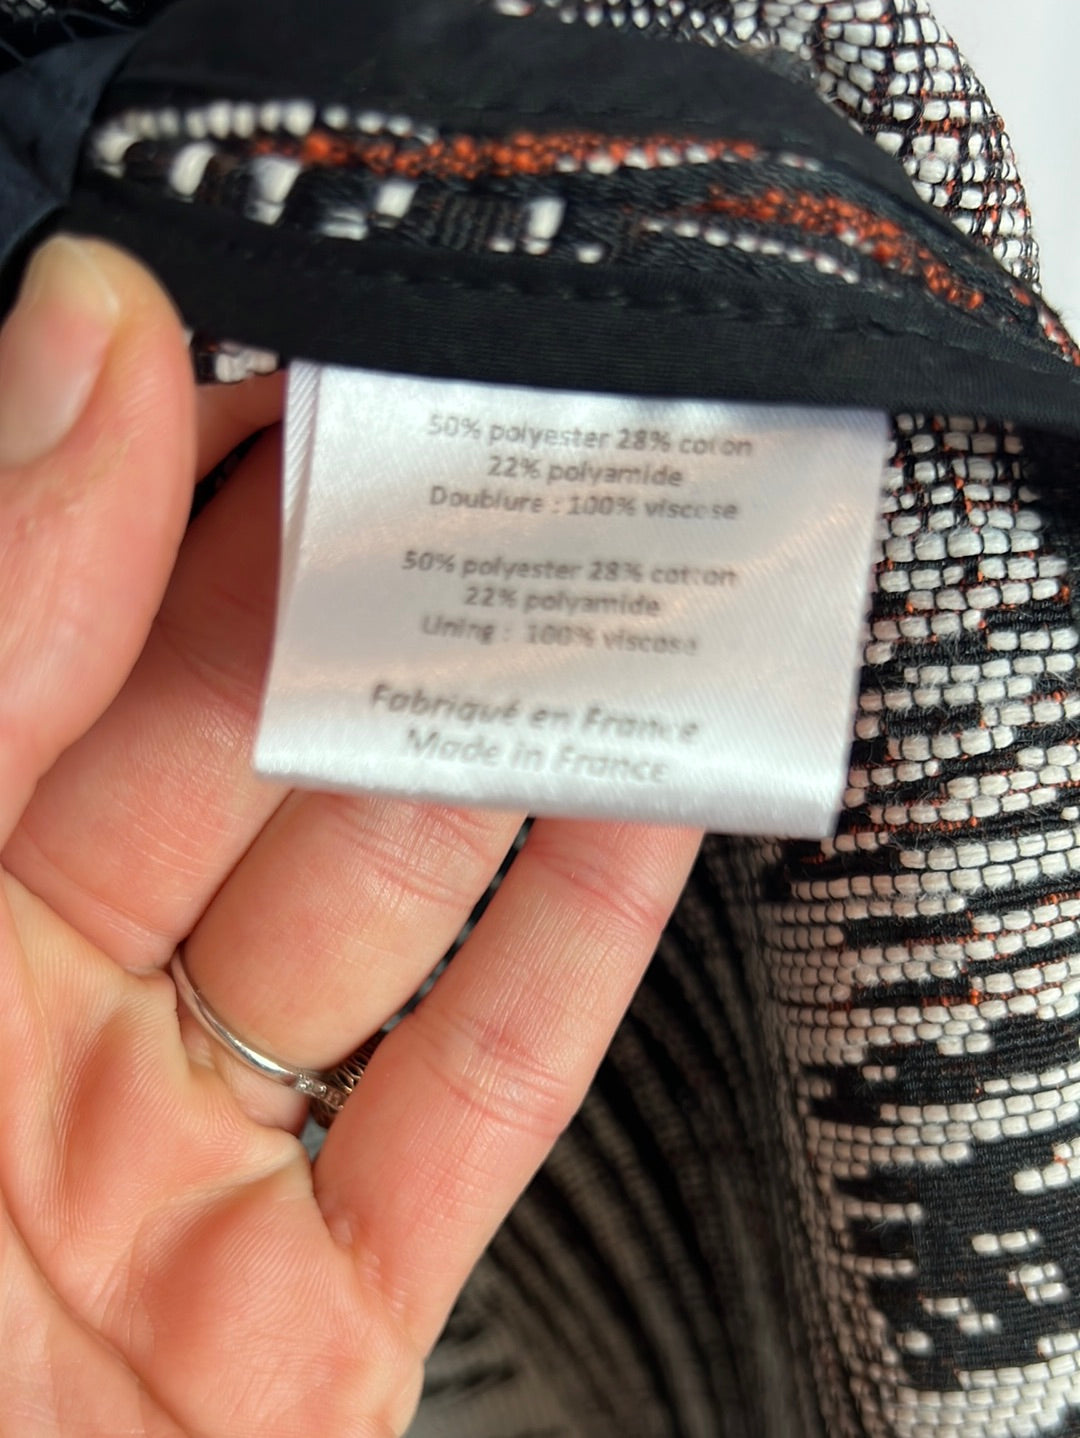 50% polyester 28% coton
22% polyamide
Doublure : 100% viscose
50% polyester 28% cotton
22% polyamide
Lining : 100% viscose
Fabriqué en France
Made in France